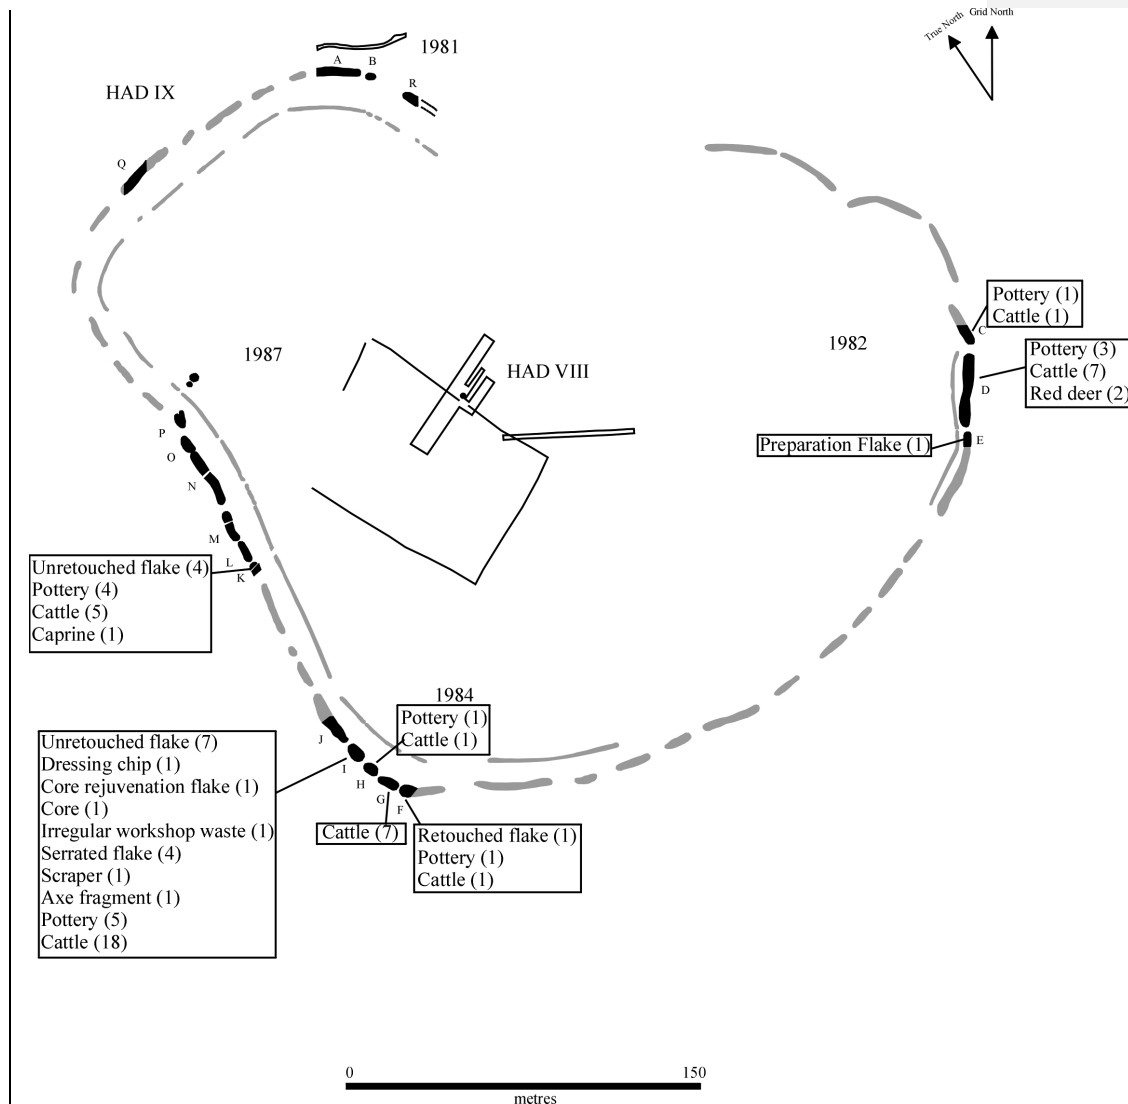 True North
Grid North
1981
A
B
R
HAD IX
Q
Pottery (1)
Cattle (1)
C
1982
Pottery (3)
Cattle (7)
Red deer (2)
D
1987
HAD VIII
Preparation Flake (1)
E
P
O
N
M
L
K
Unretouched flake (4)
Pottery (4)
Cattle (5)
Caprine (1)
1984
Pottery (1)
Cattle (1)
J
I
H
G
F
Unretouched flake (7)
Dressing chip (1)
Core rejuvenation flake (1)
Core (1)
Irregular workshop waste (1)
Serrated flake (4)
Scraper (1)
Axe fragment (1)
Pottery (5)
Cattle (18)
Cattle (7)
Retouched flake (1)
Pottery (1)
Cattle (1)
0
150
metres